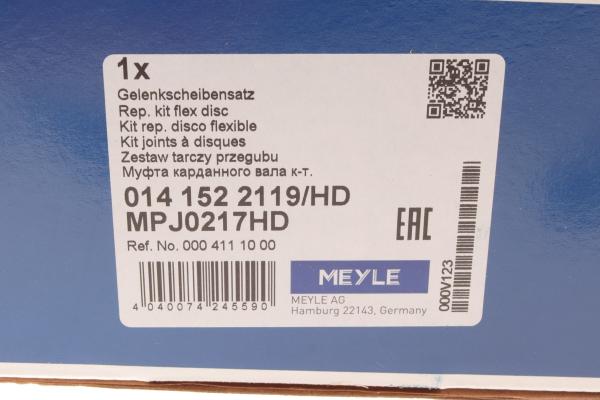 1x
Gelenkscheibensatz
Rep. kit flex disc
Kit rep. disco flexible
Kit joints à disques
Zestaw tarczy przegubu
Муфта карданного вала к-т.
014 152 2119/HD
MPJ0217HD
Ref. No. 000 411 10 00
EAC
MEYLE
MEYLE AG
Hamburg 22143, Germany
4 040074 245590
000V123